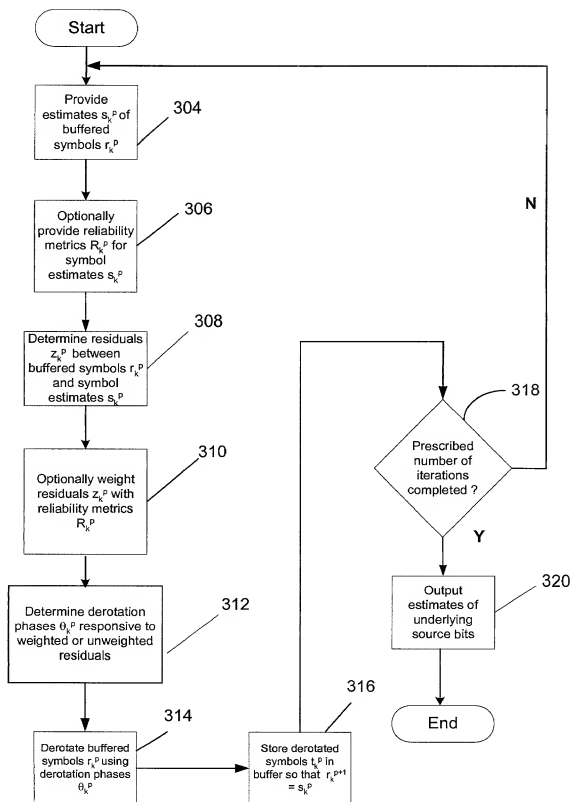 Start
Provide
estimates sₖᵖ of
buffered
symbols rₖᵖ
304
Optionally
provide reliability
metrics Rₖᵖ for
symbol
estimates sₖᵖ
306
Determine residuals
zₖᵖ between
buffered symbols rₖᵖ
and symbol
estimates sₖᵖ
308
Optionally weight
residuals zₖᵖ with
reliability metrics
Rₖᵖ
310
Determine derotation
phases θₖᵖ responsive to
weighted or unweighted
residuals
312
Derotate buffered
symbols rₖᵖ using
derotation phases
θₖᵖ
314
Store derotated
symbols tₖᵖ in
buffer so that rₖᵖ⁺¹
= sₖᵖ
316
Prescribed
number of
iterations
completed ?
318
N
Y
Output
estimates of
underlying
source bits
320
End